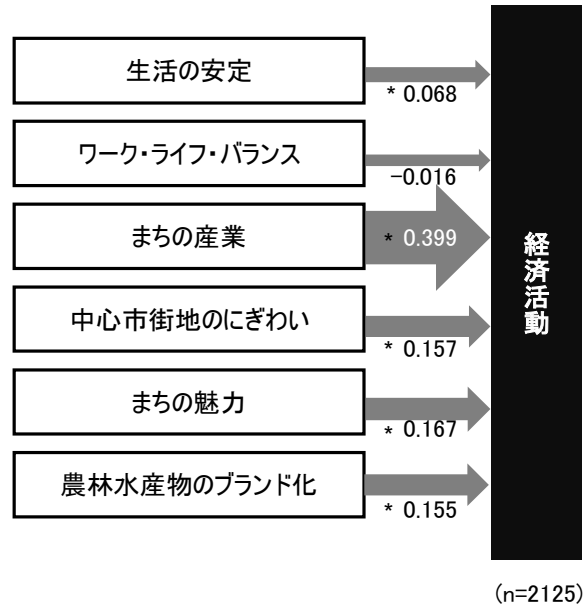 生活の安定
* 0.068
ワーク・ライフ・バランス
-0.016
まちの産業
* 0.399
中心市街地のにぎわい
* 0.157
まちの魅力
* 0.167
農林水産物のブランド化
* 0.155
経済活動
(n=2125)